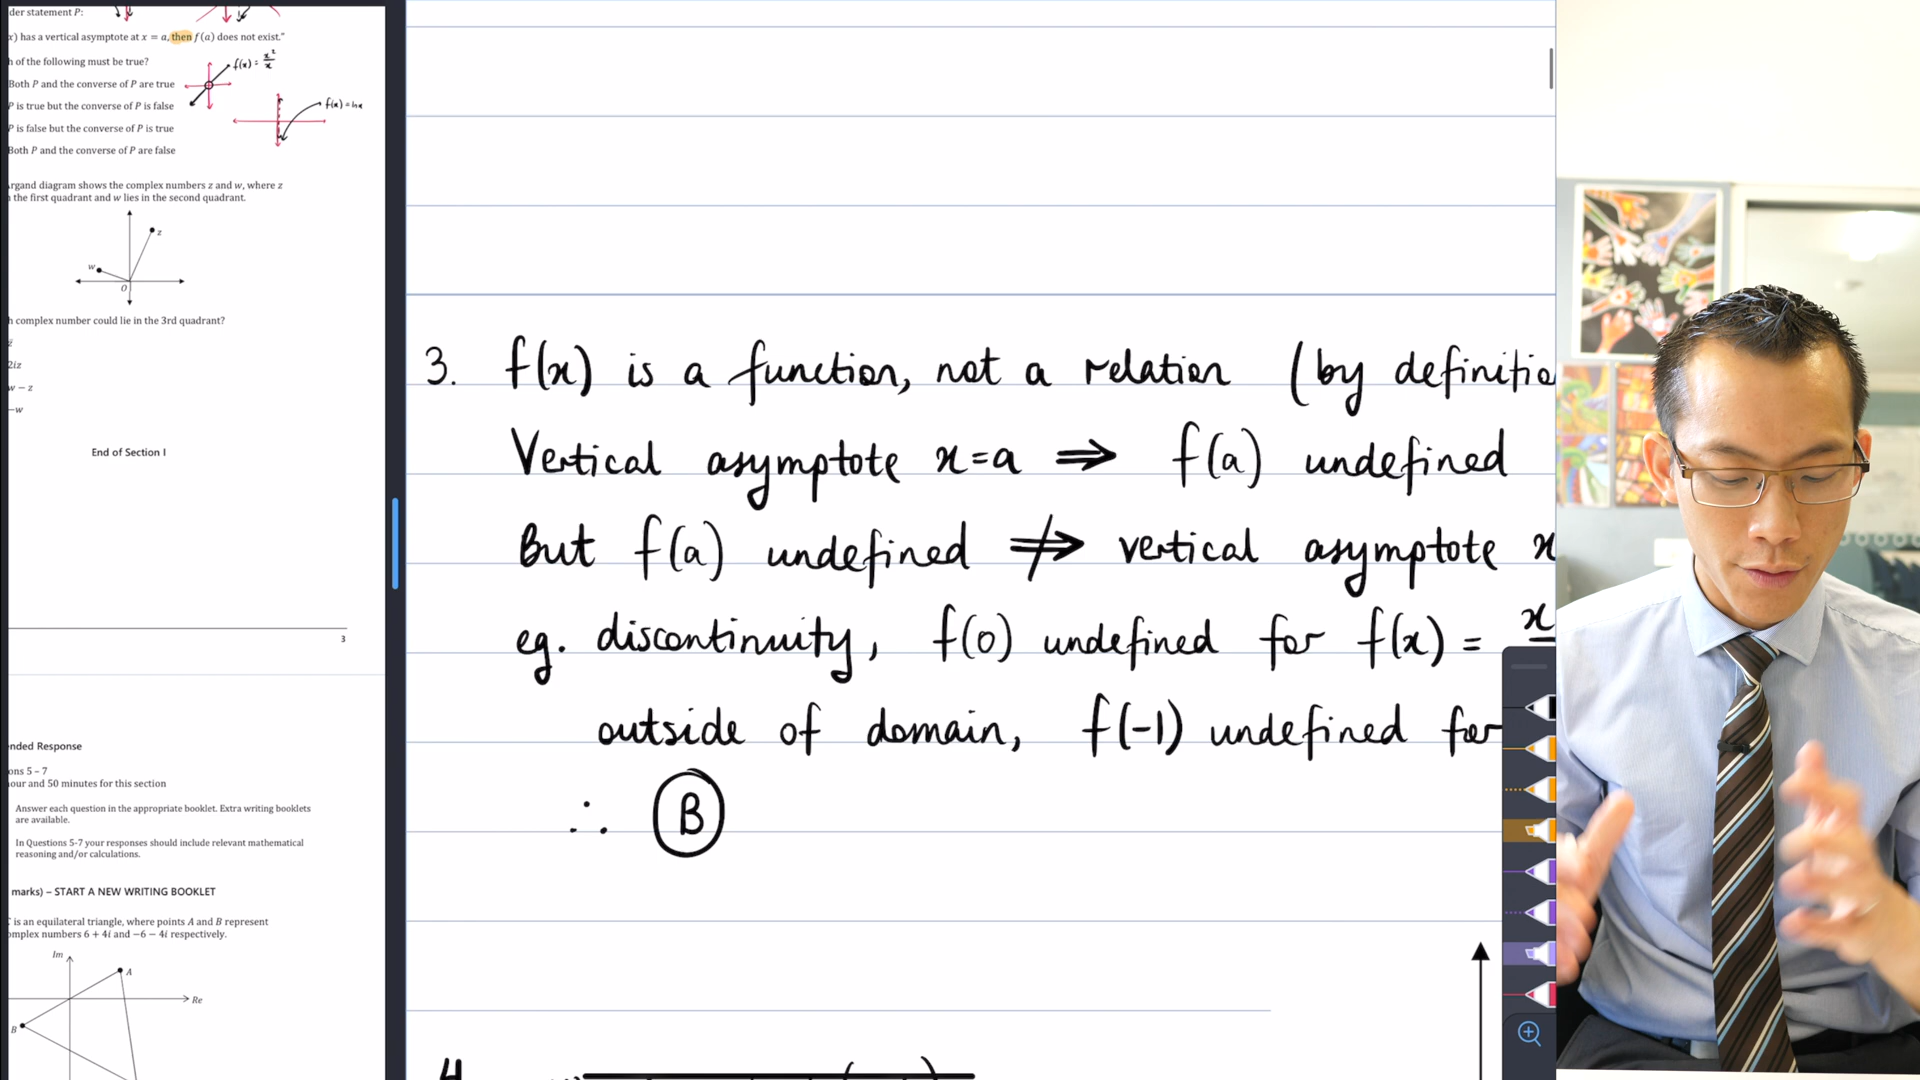 der statement P:
x) has a vertical asymptote at x = a, then f(a) does not exist."
h of the following must be true?
Both P and the converse of P are true
P is true but the converse of P is false
P is false but the converse of P is true
Both P and the converse of P are false
f(x) = x²/x
f(x) = ln x
Argand diagram shows the complex numbers z and w, where z
the first quadrant and w lies in the second quadrant.
z
w
O
h complex number could lie in the 3rd quadrant?
2iz
w − z
−w
End of Section I
3
nded Response
ons 5 – 7
our and 50 minutes for this section
Answer each question in the appropriate booklet. Extra writing booklets
are available.
In Questions 5-7 your responses should include relevant mathematical
reasoning and/or calculations.
marks) – START A NEW WRITING BOOKLET
C is an equilateral triangle, where points A and B represent
omplex numbers 6 + 4i and −6 − 4i respectively.
Im
A
Re
B
3. f(x) is a function, not a relation (by definitio
Vertical asymptote x=a ⇒ f(a) undefined
But f(a) undefined ⇏ vertical asymptote x
eg. discontinuity, f(0) undefined for f(x) = x
outside of domain, f(-1) undefined for
∴ B
4